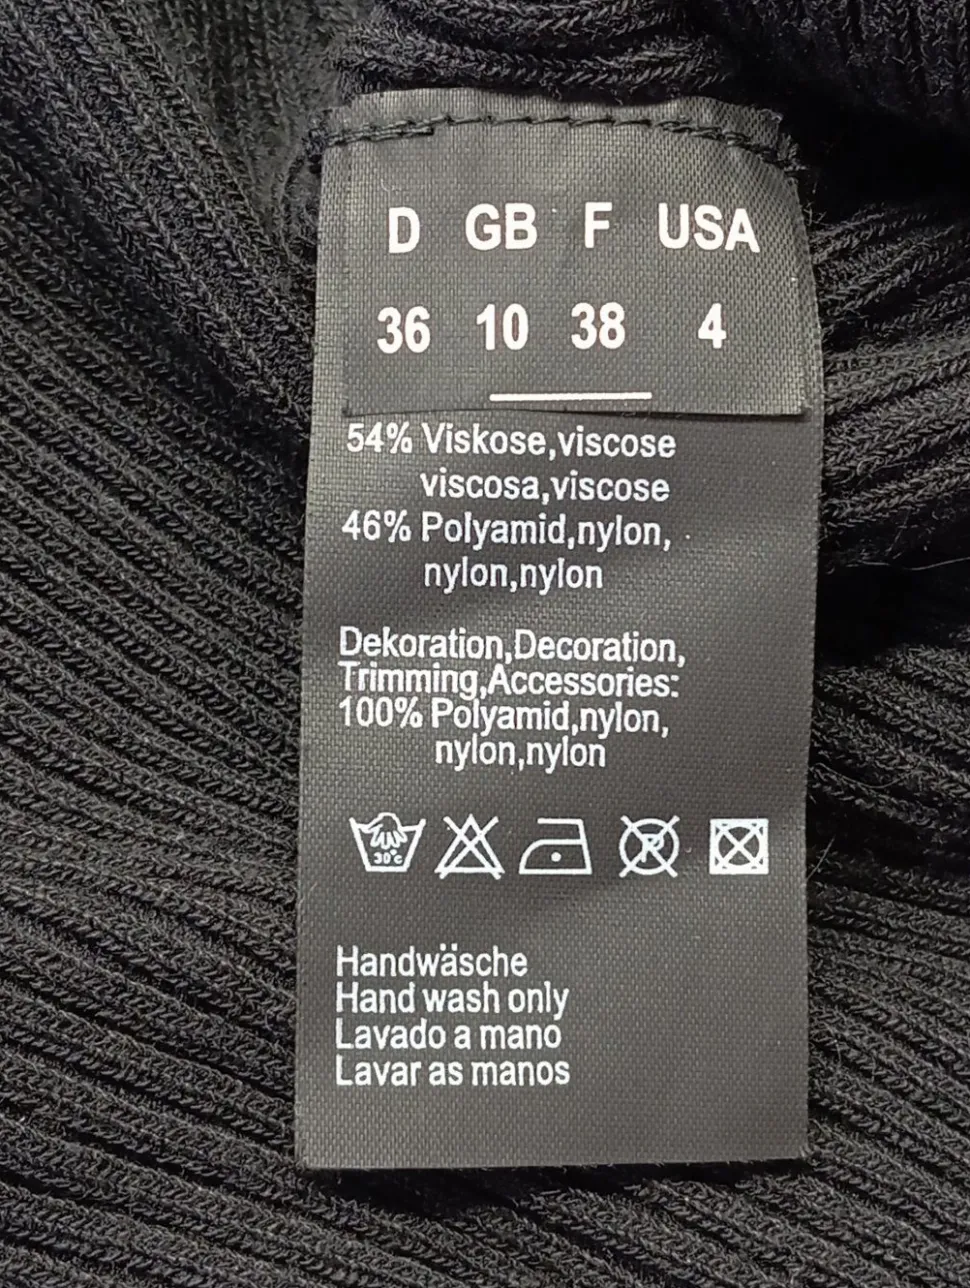 D GB F USA
36 10 38 4
54% Viskose,viscose
viscosa,viscose
46% Polyamid,nylon,
nylon,nylon
Dekoration,Decoration,
Trimming,Accessories:
100% Polyamid,nylon,
nylon,nylon
30°c P
Handwäsche
Hand wash only
Lavado a mano
Lavar as manos